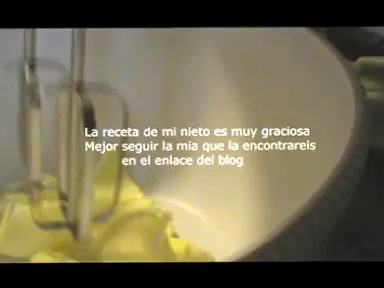 La receta de mi nieto es muy graciosa
Mejor seguir la mia que la encontrareis
en el enlace del blog